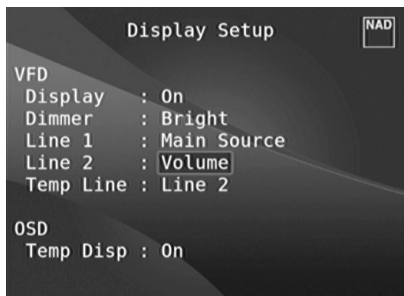 Display Setup
NAD
VFD
Display : On
Dimmer : Bright
Line 1 : Main Source
Line 2 : Volume
Temp Line : Line 2
OSD
Temp Disp : On